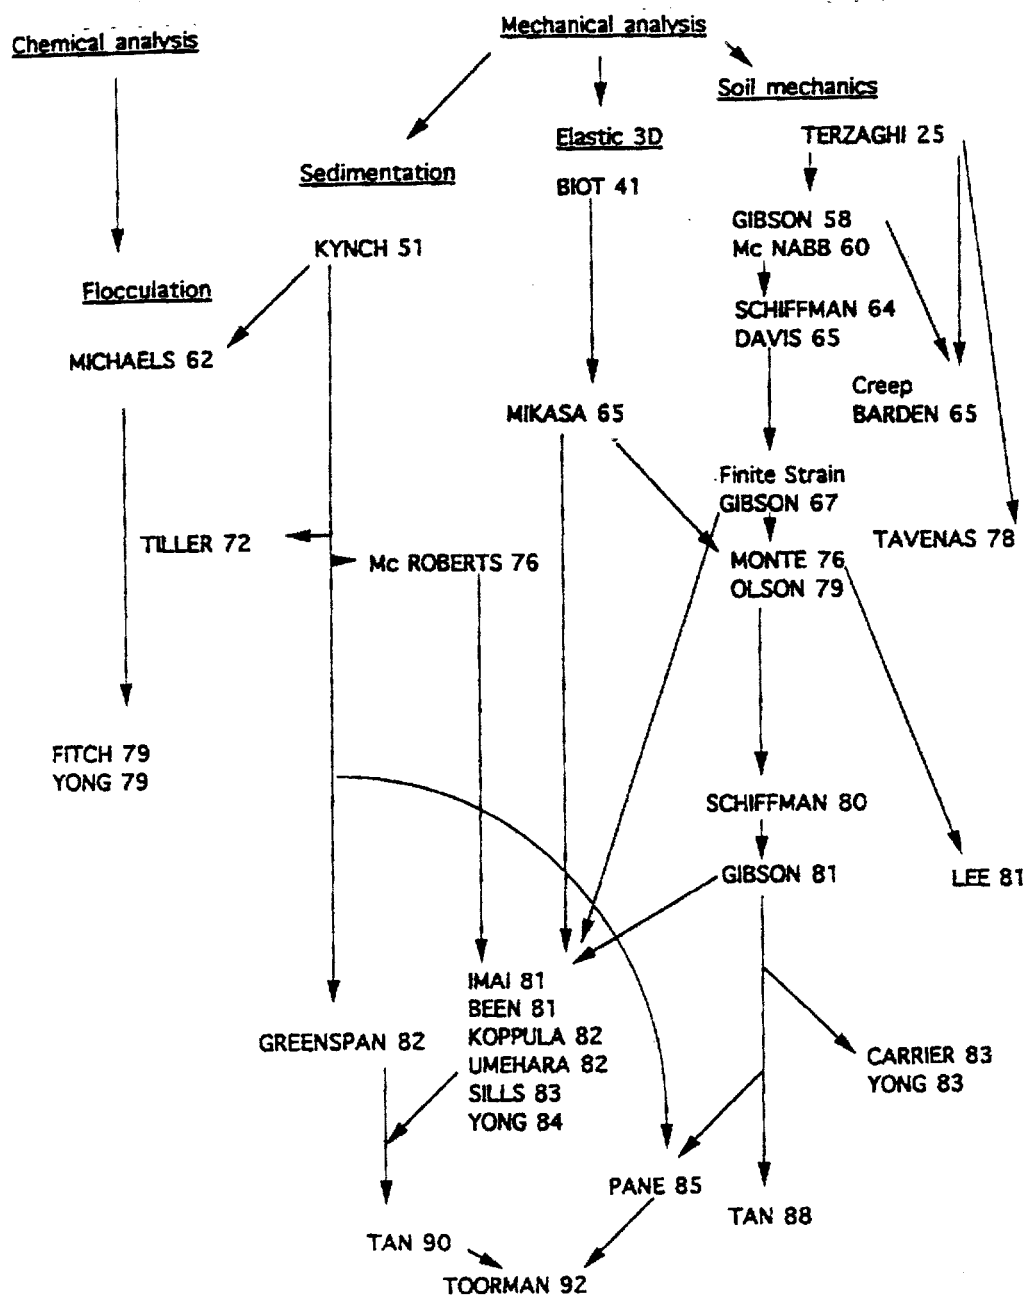 Chemical analysis
Mechanical analysis
Soil mechanics
Elastic 3D
Sedimentation
TERZAGHI 25
BIOT 41
GIBSON 58
Mc NABB 60
KYNCH 51
Flocculation
SCHIFFMAN 64
DAVIS 65
MICHAELS 62
Creep
BARDEN 65
MIKASA 65
Finite Strain
GIBSON 67
TAVENAS 78
TILLER 72
Mc ROBERTS 76
MONTE 76
OLSON 79
FITCH 79
YONG 79
SCHIFFMAN 80
GIBSON 81
LEE 81
IMAI 81
BEEN 81
KOPPULA 82
UMEHARA 82
SILLS 83
YONG 84
GREENSPAN 82
CARRIER 83
YONG 83
PANE 85
TAN 88
TAN 90
TOORMAN 92